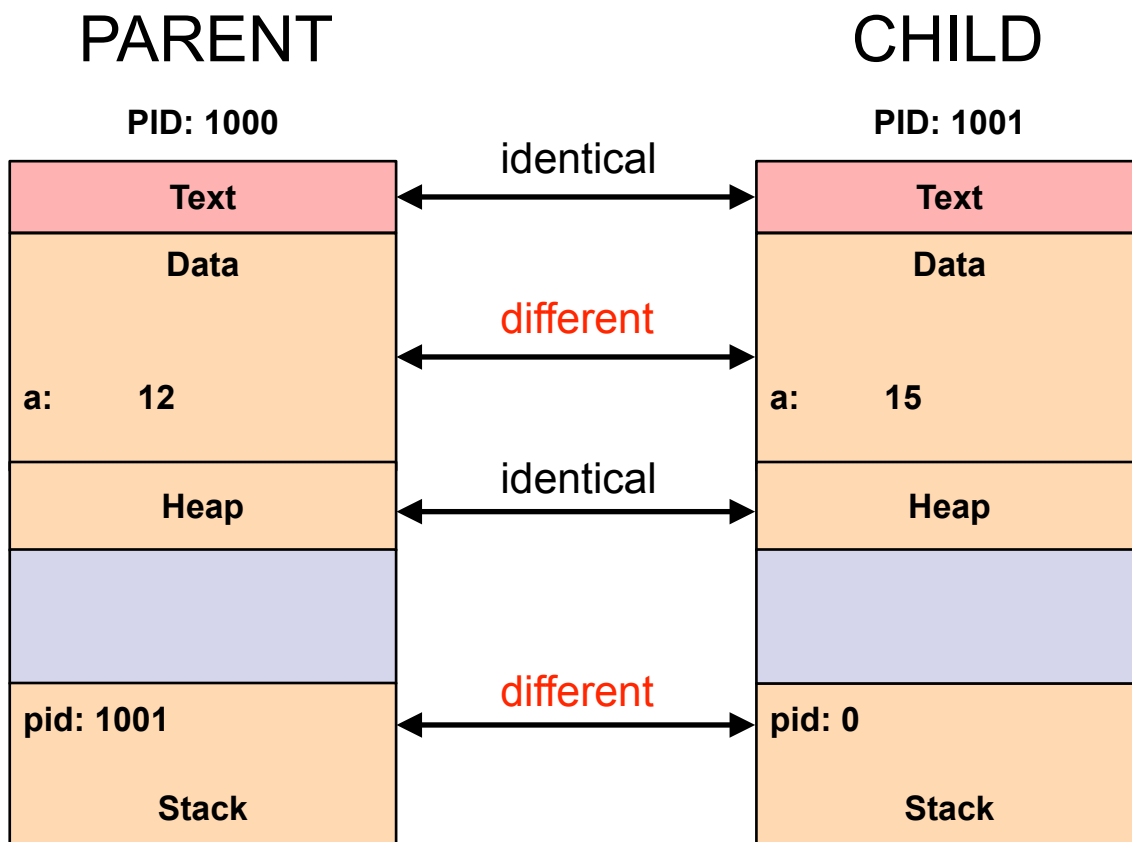 PARENT
CHILD
PID: 1000
PID: 1001
identical
Text
Text
Data
Data
different
a: 12
a: 15
identical
Heap
Heap
different
pid: 1001
pid: 0
Stack
Stack